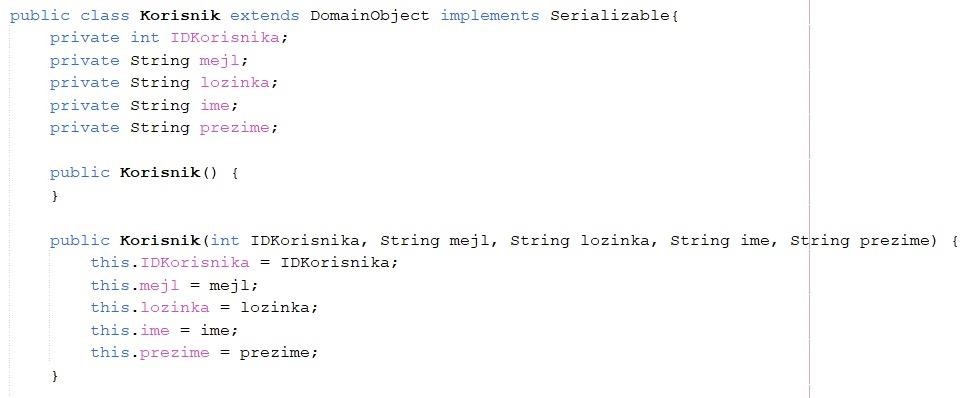 public class Korisnik extends DomainObject implements Serializable{
    private int IDKorisnika;
    private String mejl;
    private String lozinka;
    private String ime;
    private String prezime;

    public Korisnik() {
    }

    public Korisnik(int IDKorisnika, String mejl, String lozinka, String ime, String prezime) {
        this.IDKorisnika = IDKorisnika;
        this.mejl = mejl;
        this.lozinka = lozinka;
        this.ime = ime;
        this.prezime = prezime;
    }